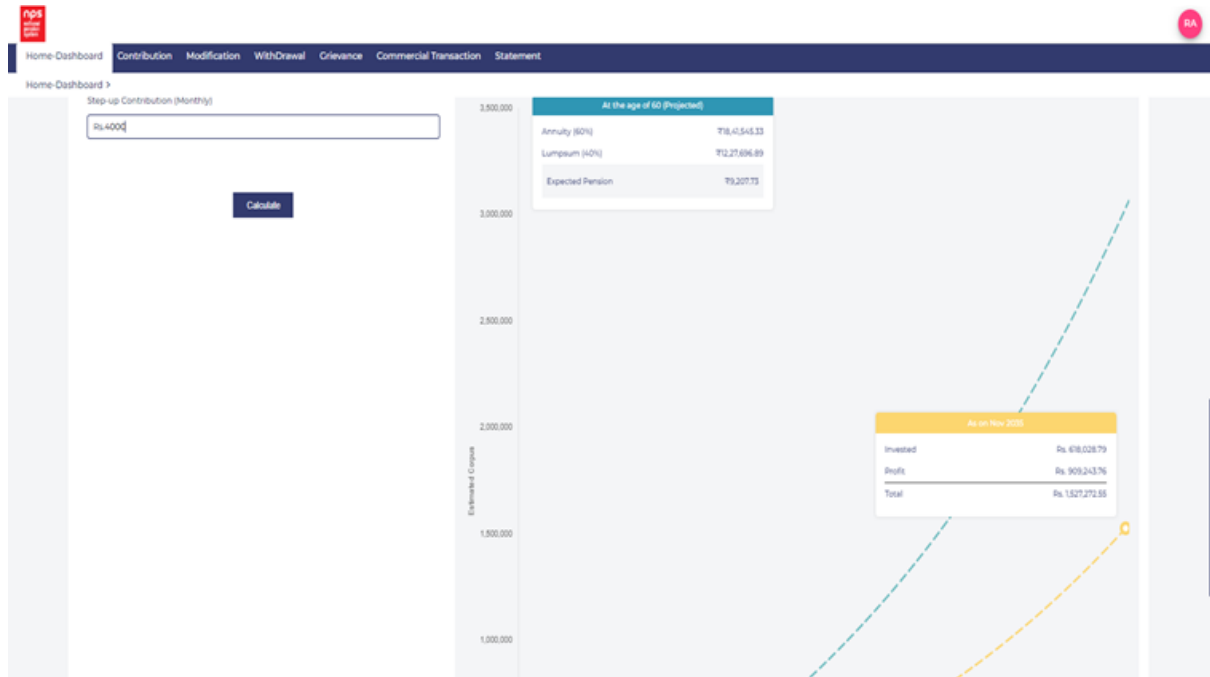 nps
RA
Home-Dashboard Contribution Modification WithDrawal Grievance Commercial Transaction Statement
Home-Dashboard >
Step-up Contribution (Monthly)
Rs.4000
Calculate
At the age of 60 (Projected)
Annuity (60%) ₹18,41,545.33
Lumpsum (40%) ₹12,27,696.89
Expected Pension ₹9,207.73
3,500,000
3,000,000
2,500,000
2,000,000
1,500,000
1,000,000
Estimated Corpus
As on Nov 2035
Invested Rs. 618,028.79
Profit Rs. 909,243.76
Total Rs. 1,527,272.55